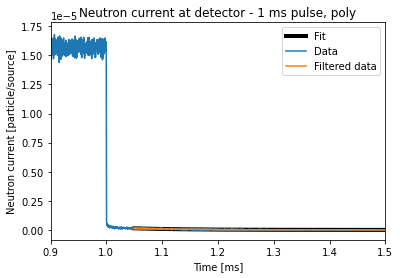 Neutron current at detector - 1 ms pulse, poly
1e−5
1.75
1.50
1.25
1.00
0.75
0.50
0.25
0.00
Neutron current [particle/source]
Fit
Data
Filtered data
0.9
1.0
1.1
1.2
1.3
1.4
1.5
Time [ms]